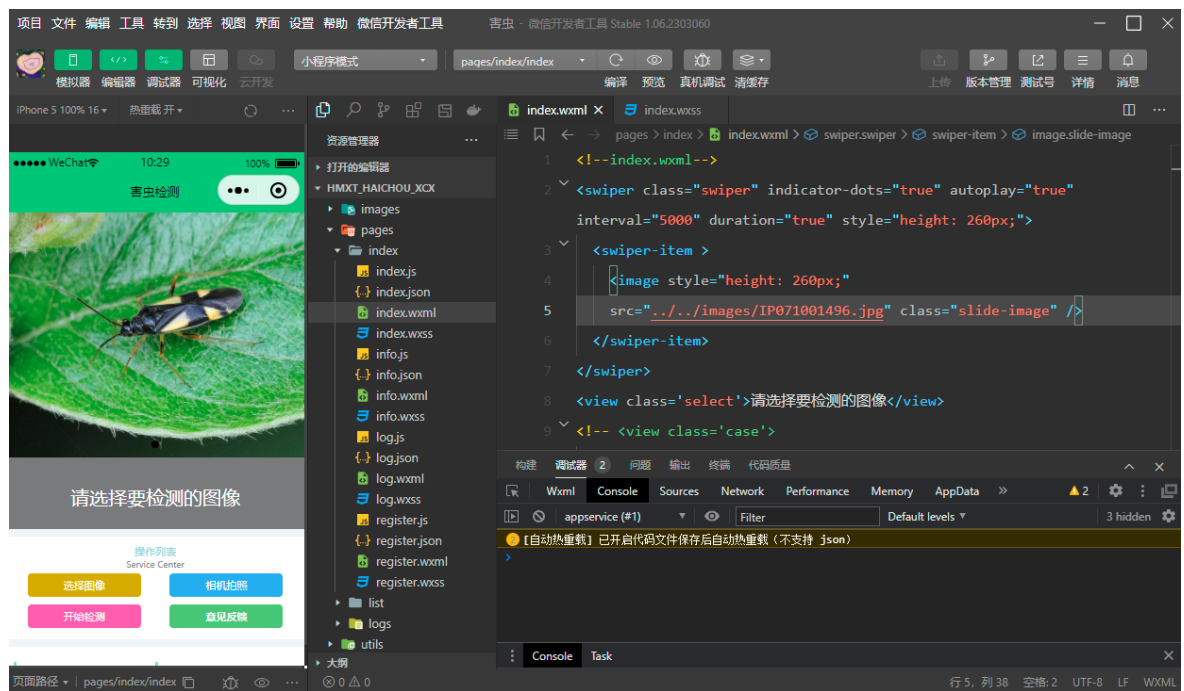 项目 文件 编辑 工具 转到 选择 视图 界面 设置 帮助 微信开发者工具 害虫 - 微信开发者工具 Stable 1.06.2303060
小程序模式 pages/index/index
模拟器 编辑器 调试器 可视化 云开发 编译 预览 真机调试 清缓存 上传 版本管理 测试号 详情 消息
iPhone 5 100% 16 热重载 开
WeChat 10:29 100%
害虫检测
请选择要检测的图像
操作列表
Service Center
选择图像 相机拍照
开始检测 意见反馈
页面路径 pages/index/index
资源管理器
打开的编辑器
HMXT_HAICHOU_XCX
images
pages
index
index.js
index.json
index.wxml
index.wxss
info.js
info.json
info.wxml
info.wxss
log.js
log.json
log.wxml
log.wxss
register.js
register.json
register.wxml
register.wxss
list
logs
utils
大纲
0 0
index.wxml index.wxss
pages > index > index.wxml > swiper.swiper > swiper-item > image.slide-image
1 <!--index.wxml-->
2 <swiper class="swiper" indicator-dots="true" autoplay="true"
interval="5000" duration="true" style="height: 260px;">
3 <swiper-item >
4 <image style="height: 260px;"
5 src="../../images/IP071001496.jpg" class="slide-image" />
6 </swiper-item>
7 </swiper>
8 <view class='select'>请选择要检测的图像</view>
9 <!-- <view class='case'>
构建 调试器 2 问题 输出 终端 代码质量
Wxml Console Sources Network Performance Memory AppData 2
appservice (#1) Filter Default levels 3 hidden
2 [自动热重载] 已开启代码文件保存后自动热重载（不支持 json）
Console Task
行 5，列 38 空格: 2 UTF-8 LF WXML